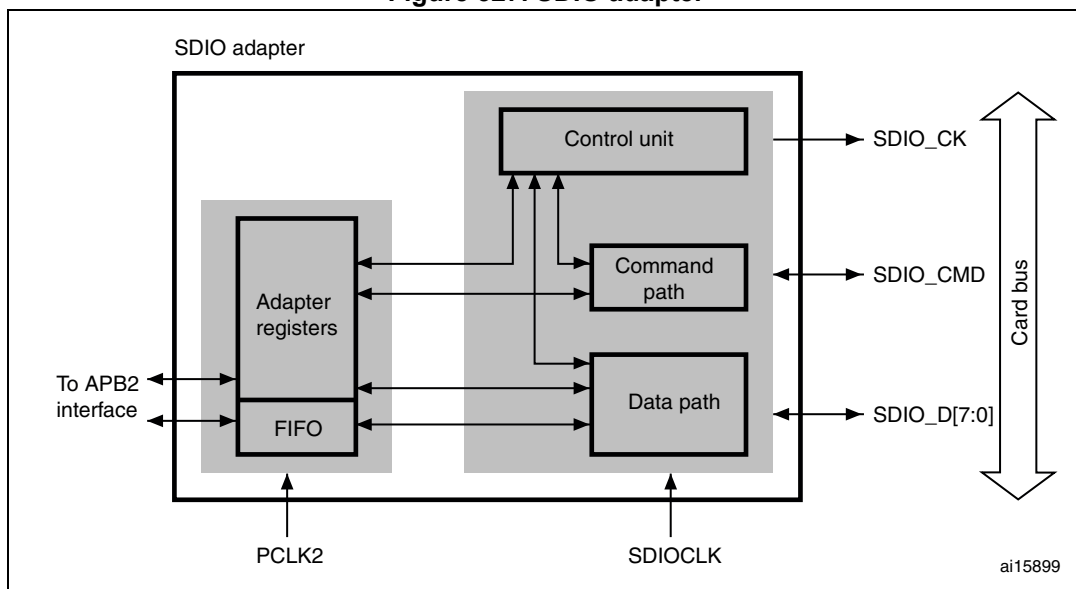 SDIO adapter
Control unit
SDIO_CK
Adapter
registers
Command
path
SDIO_CMD
Card bus
To APB2
interface
FIFO
Data path
SDIO_D[7:0]
PCLK2
SDIOCLK
ai15899